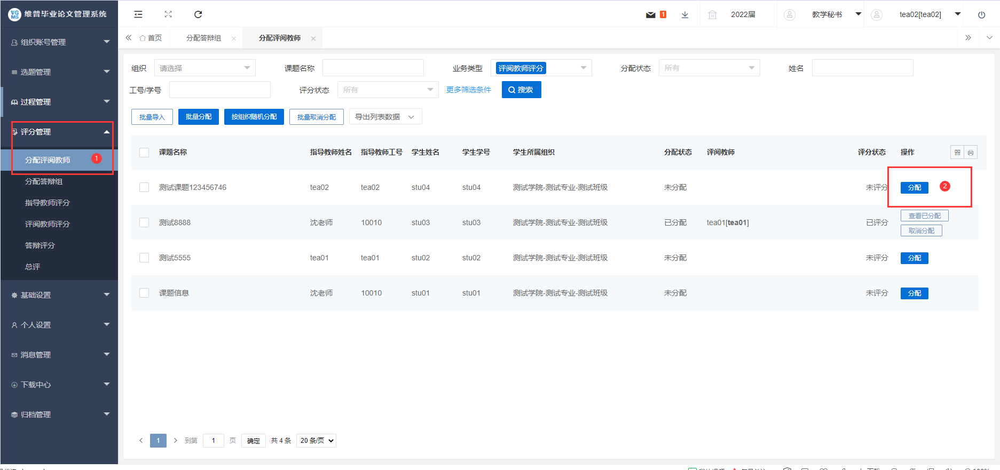 VG
MS
维普毕业论文管理系统
1
2022届
教学秘书
tea02[tea02]
首页
分配答辩组
分配评阅教师
组织账号管理
选题管理
过程管理
评分管理
分配评阅教师
1
分配答辩组
指导教师评分
评阅教师评分
答辩评分
总评
基础设置
个人设置
消息管理
下载中心
归档管理
组织 请选择 课题名称 业务类型 评阅教师评分 分配状态 所有 姓名
工号/学号 评分状态 所有 更多筛选条件 搜索
批量导入 批量分配 按组织随机分配 批量取消分配 导出列表数据
课题名称 指导教师姓名 指导教师工号 学生姓名 学生学号 学生所属组织 分配状态 评阅教师 评分状态 操作
测试课题123456746 tea02 tea02 stu04 stu04 测试学院-测试专业-测试班级 未分配 未评分 分配 2
测试8888 沈老师 10010 stu03 stu03 测试学院-测试专业-测试班级 已分配 tea01[tea01] 已评分 查看已分配
取消分配
测试5555 tea01 tea01 stu02 stu02 测试学院-测试专业-测试班级 未分配 未评分 分配
课题信息 沈老师 10010 stu01 stu01 测试学院-测试专业-测试班级 未分配 未评分 分配
1 到第 1 页 确定 共 4 条 20 条/页